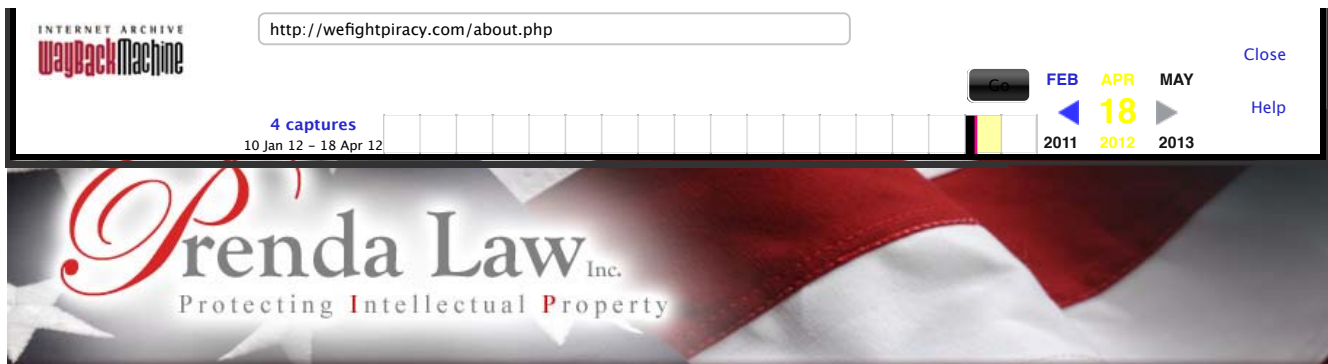 INTERNET ARCHIVE
WayBackMachine
http://wefightpiracy.com/about.php
Close
Go
FEB APR MAY
18
Help
4 captures
10 Jan 12 - 18 Apr 12
2011 2012 2013
Prenda Law Inc.
Protecting Intellectual Property